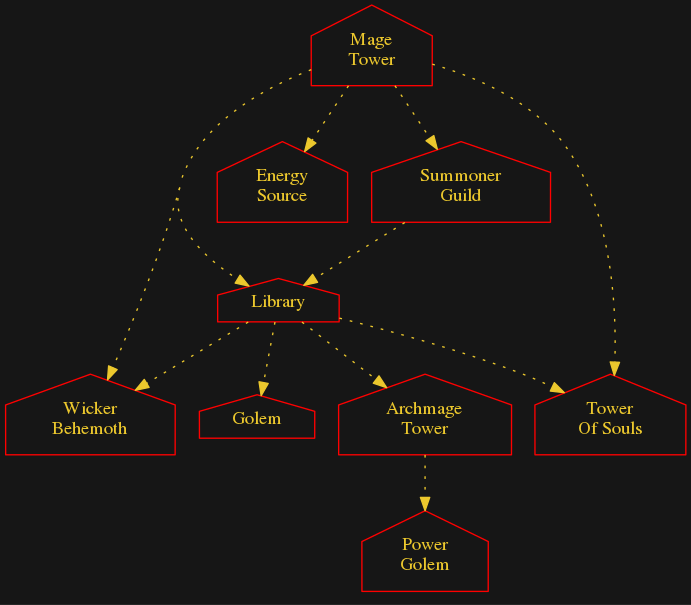 Mage
Tower
Energy
Source
Summoner
Guild
Library
Wicker
Behemoth
Golem
Archmage
Tower
Tower
Of Souls
Power
Golem